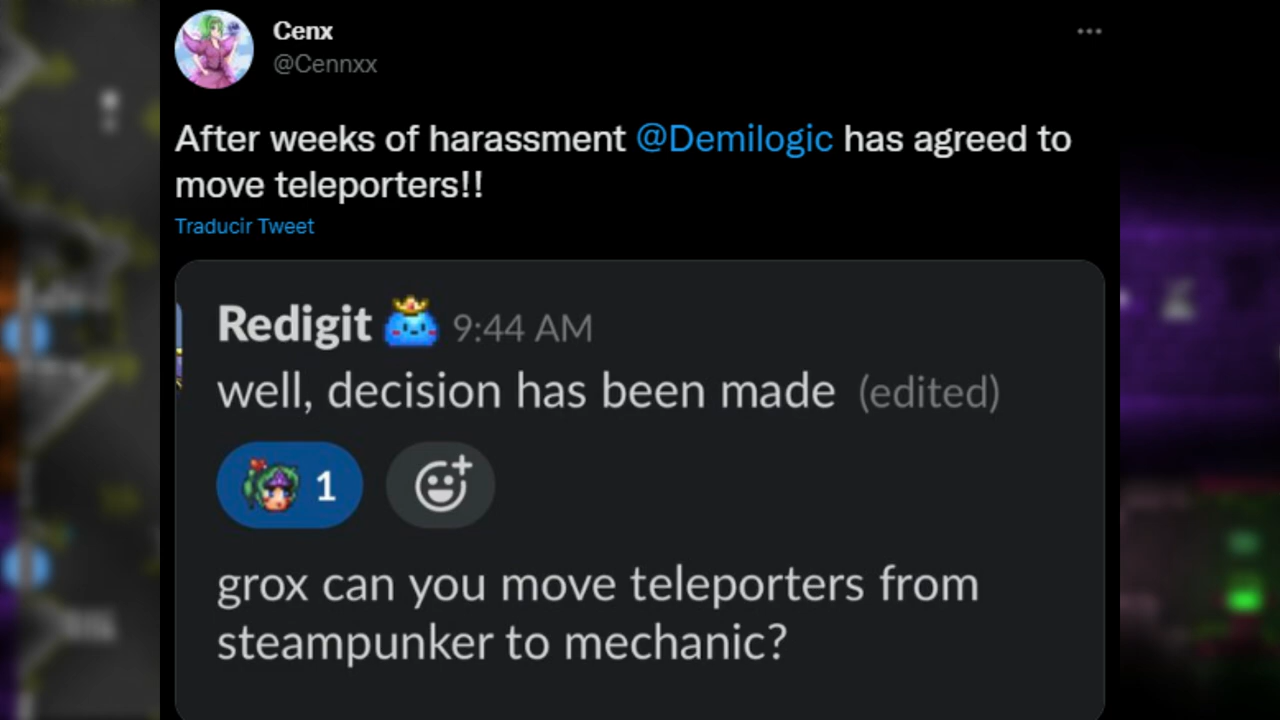 Cenx
@Cennxx
After weeks of harassment @Demilogic has agreed to
move teleporters!!
Traducir Tweet
Redigit 9:44 AM
well, decision has been made (edited)
1
grox can you move teleporters from
steampunker to mechanic?